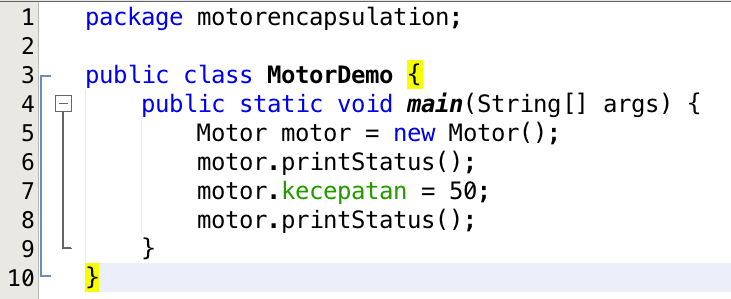 1 package motorencapsulation;
2
3 public class MotorDemo {
4 public static void main(String[] args) {
5 Motor motor = new Motor();
6 motor.printStatus();
7 motor.kecepatan = 50;
8 motor.printStatus();
9 }
10 }